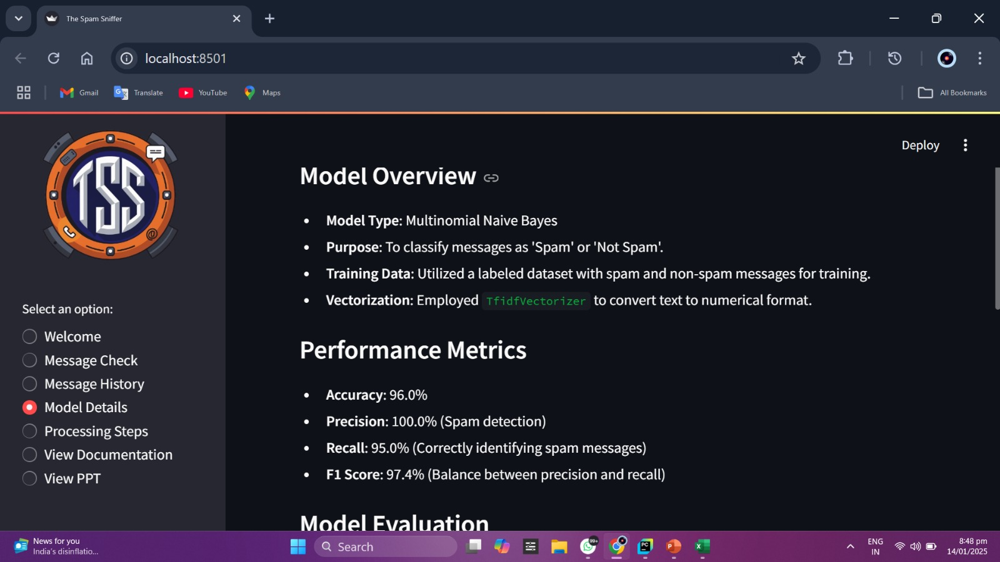 The Spam Sniffer
localhost:8501
Gmail
Translate
YouTube
Maps
All Bookmarks
TSS
Deploy
Select an option:
Welcome
Message Check
Message History
Model Details
Processing Steps
View Documentation
View PPT
Model Overview
• Model Type: Multinomial Naive Bayes
• Purpose: To classify messages as 'Spam' or 'Not Spam'.
• Training Data: Utilized a labeled dataset with spam and non-spam messages for training.
• Vectorization: Employed TfidfVectorizer to convert text to numerical format.
Performance Metrics
• Accuracy: 96.0%
• Precision: 100.0% (Spam detection)
• Recall: 95.0% (Correctly identifying spam messages)
• F1 Score: 97.4% (Balance between precision and recall)
Model Evaluation
News for you
India's disinflatio...
Search
99+
PC
P
X
ENG
IN
8:48 pm
14/01/2025